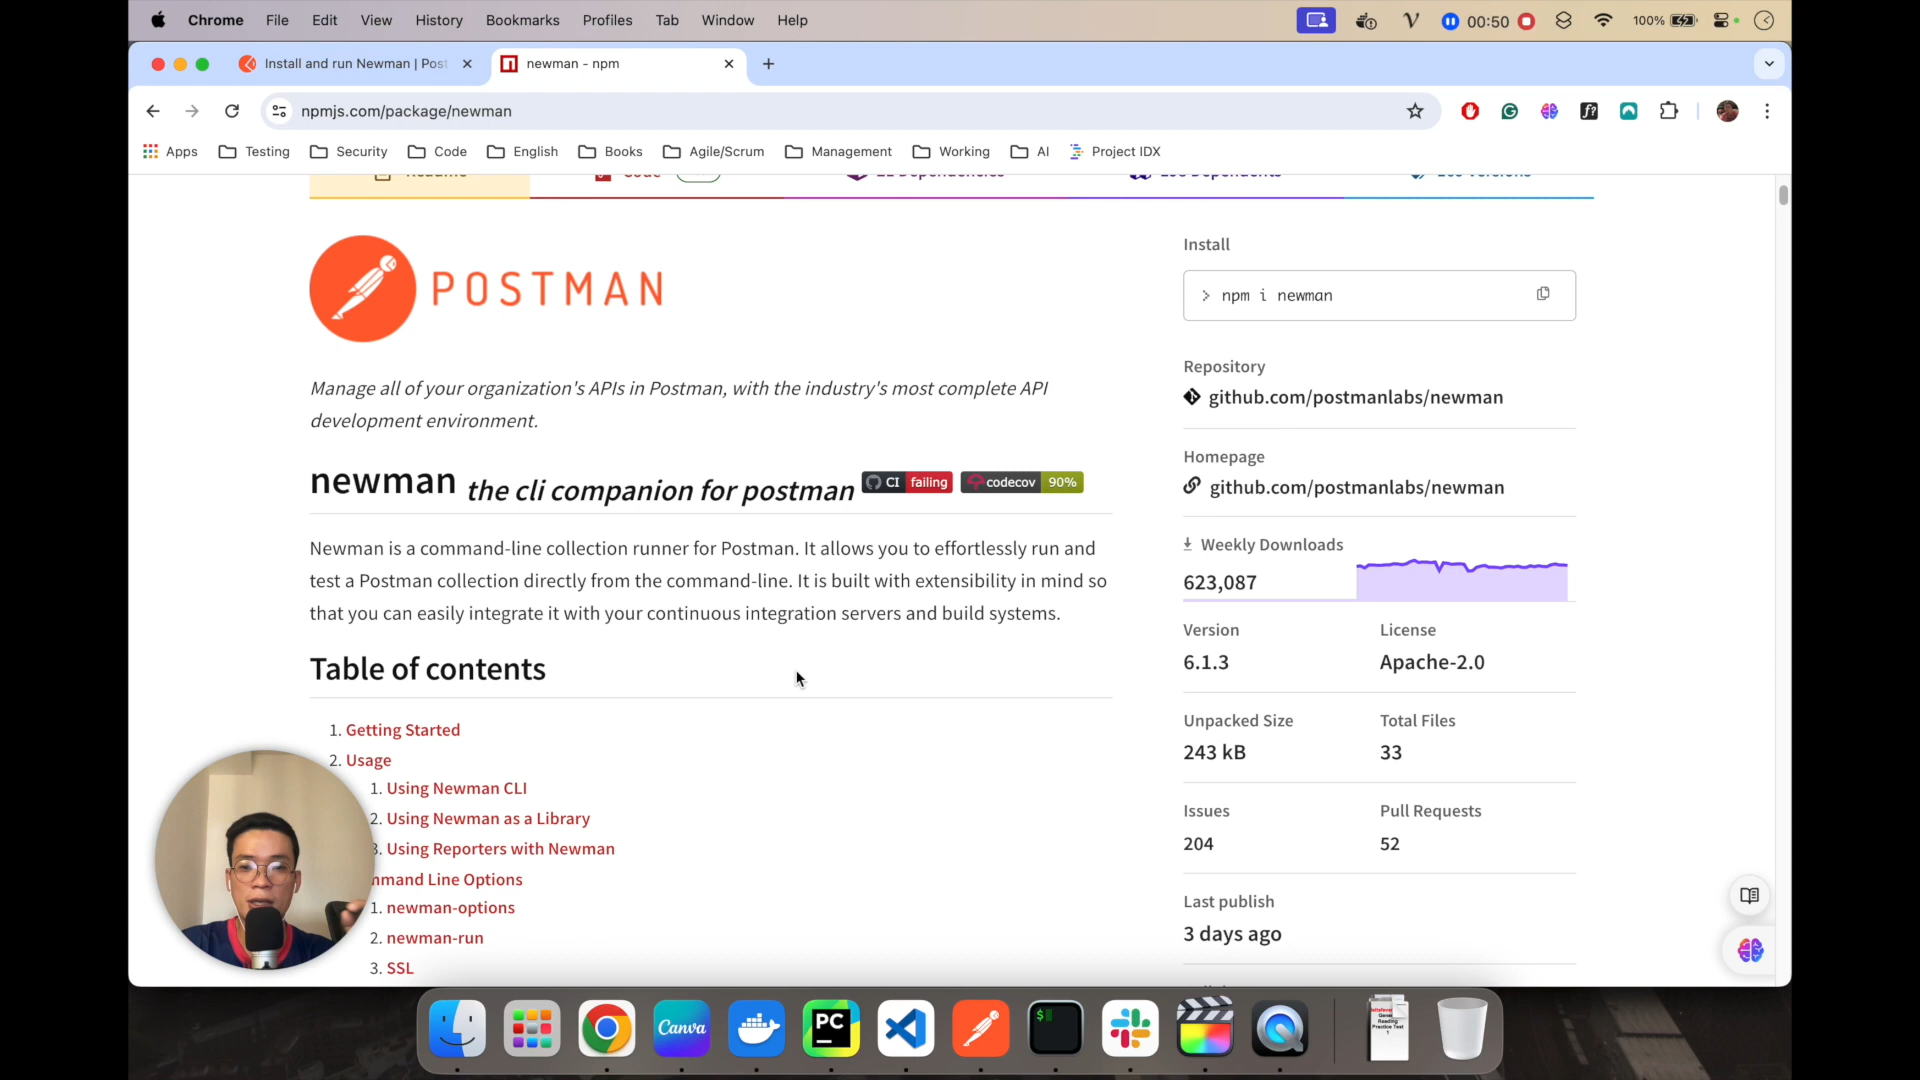 Chrome File Edit View History Bookmarks Profiles Tab Window Help
00:50 100%
Install and run Newman | Post
newman - npm
npmjs.com/package/newman
Apps Testing Security Code English Books Agile/Scrum Management Working AI Project IDX
POSTMAN
Manage all of your organization's APIs in Postman, with the industry's most complete API
development environment.
newman the cli companion for postman CI failing codecov 90%
Newman is a command-line collection runner for Postman. It allows you to effortlessly run and
test a Postman collection directly from the command-line. It is built with extensibility in mind so
that you can easily integrate it with your continuous integration servers and build systems.
Table of contents
1. Getting Started
2. Usage
1. Using Newman CLI
2. Using Newman as a Library
3. Using Reporters with Newman
mmand Line Options
1. newman-options
2. newman-run
3. SSL
Install
> npm i newman
Repository
github.com/postmanlabs/newman
Homepage
github.com/postmanlabs/newman
Weekly Downloads
623,087
Version License
6.1.3 Apache-2.0
Unpacked Size Total Files
243 kB 33
Issues Pull Requests
204 52
Last publish
3 days ago
Canva
PC
$